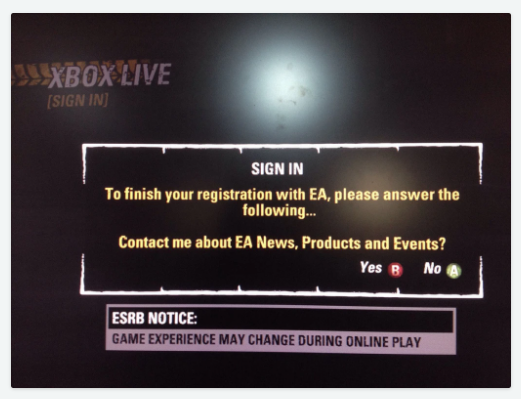 XBOX LIVE
[SIGN IN]
SIGN IN
To finish your registration with EA, please answer the
following...
Contact me about EA News, Products and Events?
Yes B No A
ESRB NOTICE:
GAME EXPERIENCE MAY CHANGE DURING ONLINE PLAY